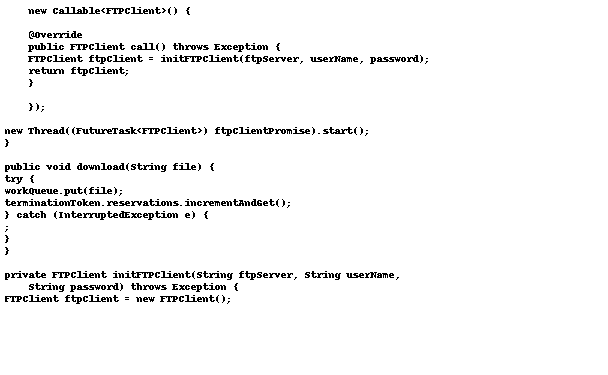 new Callable<FTPClient>() {
@Override
public FTPClient call() throws Exception {
FTPClient ftpClient = initFTPClient(ftpServer, userName, password);
return ftpClient;
}
});
new Thread((FutureTask<FTPClient>) ftpClientPromise).start();
}
public void download(String file) {
try {
workQueue.put(file);
terminationToken.reservations.incrementAndGet();
} catch (InterruptedException e) {
;
}
}
private FTPClient initFTPClient(String ftpServer, String userName,
String password) throws Exception {
FTPClient ftpClient = new FTPClient();